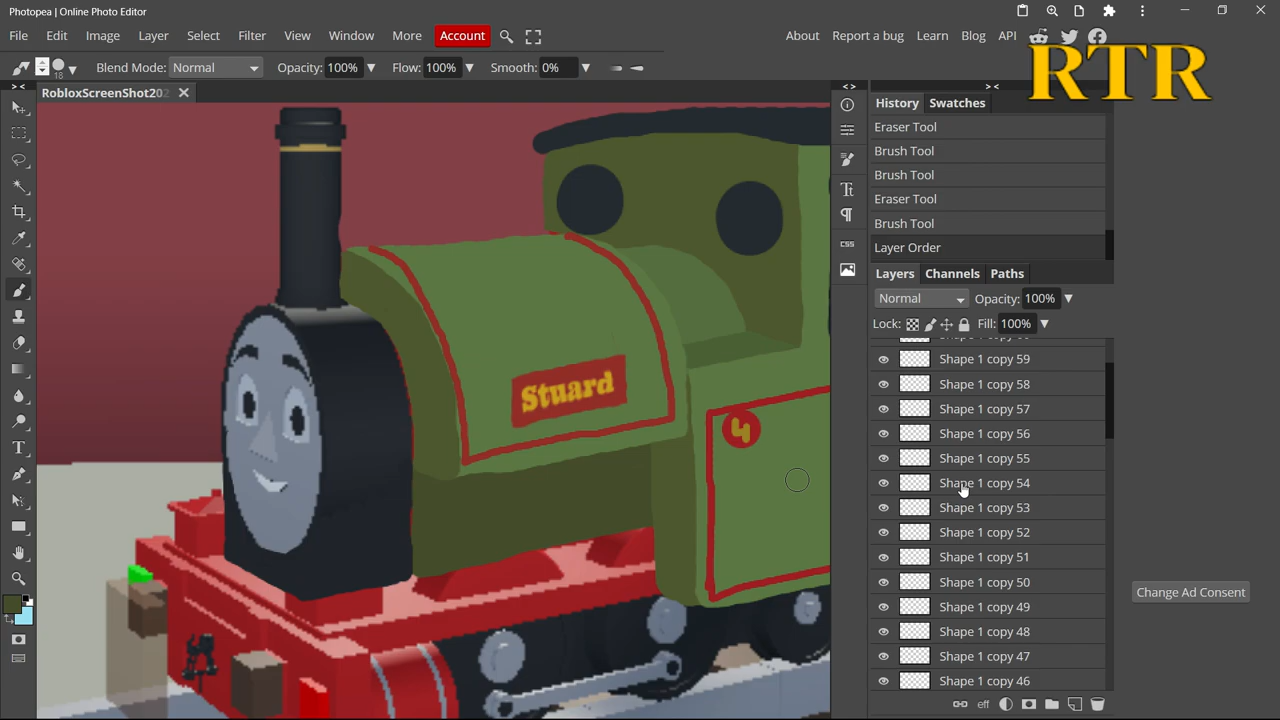 Photopea | Online Photo Editor
File Edit Image Layer Select Filter View Window More Account About Report a bug Learn Blog API
RTR
18 Blend Mode: Normal Opacity: 100% Flow: 100% Smooth: 0%
RobloxScreenShot202
History Swatches
Eraser Tool
Brush Tool
Brush Tool
Eraser Tool
Brush Tool
Layer Order
Layers Channels Paths
Normal Opacity: 100%
Lock: Fill: 100%
Shape 1 copy 59
Shape 1 copy 58
Shape 1 copy 57
Shape 1 copy 56
Shape 1 copy 55
Shape 1 copy 54
Shape 1 copy 53
Shape 1 copy 52
Shape 1 copy 51
Shape 1 copy 50
Shape 1 copy 49
Shape 1 copy 48
Shape 1 copy 47
Shape 1 copy 46
Stuard
4
CSS
eff
Change Ad Consent